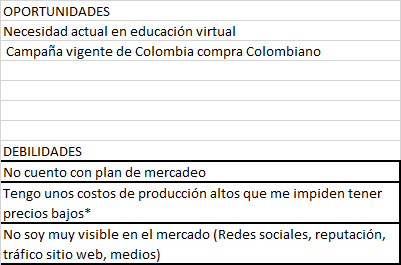 OPORTUNIDADES
Necesidad actual en educación virtual
Campaña vigente de Colombia compra Colombiano
DEBILIDADES
No cuento con plan de mercadeo
Tengo unos costos de producción altos que me impiden tener
precios bajos*
No soy muy visible en el mercado (Redes sociales, reputación,
tráfico sitio web, medios)